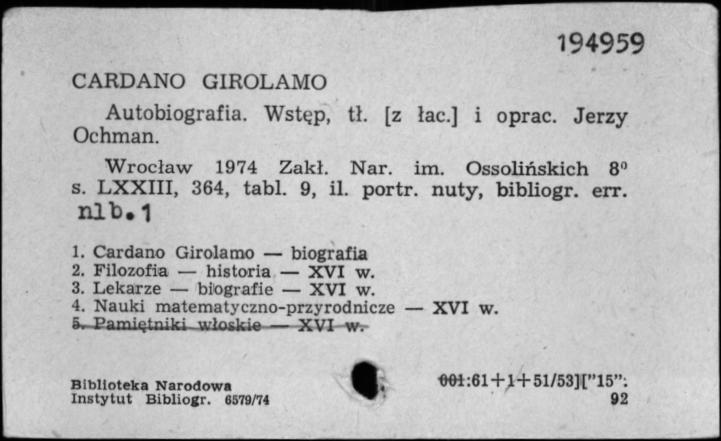 194959
CARDANO GIROLAMO
Autobiografia. Wstęp, tł. [z łac.] i oprac. Jerzy
Ochman.
Wrocław 1974 Zakł. Nar. im. Ossolińskich 8⁰
s. LXXIII, 364, tabl. 9, il. portr. nuty, bibliogr. err.
nlb. 1
1. Cardano Girolamo — biografia
2. Filozofia — historia — XVI w.
3. Lekarze — biografie — XVI w.
4. Nauki matematyczno-przyrodnicze — XVI w.
5. Pamiętniki włoskie — XVI w.
Biblioteka Narodowa
Instytut Bibliogr. 6579/74
001:61+1+51/53]["15":
92